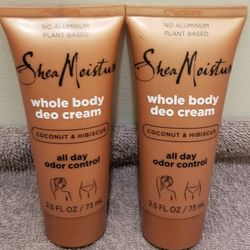 NO ALUMINUM
PLANT BASED
SheaMoistur
whole body
deo cream
COCONUT & HIBISCUS
all day
odor control
2.5 FL OZ / 73 mL
NO ALUMINUM
PLANT BASED
SheaMoistur
whole body
deo cream
COCONUT & HIBISCUS
all day
odor control
2.5 FL OZ / 73 mL